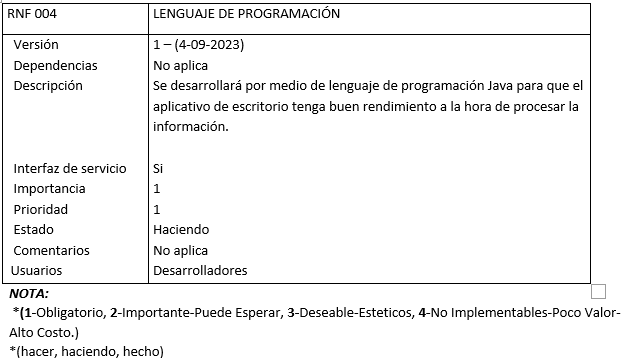 RNF 004 LENGUAJE DE PROGRAMACIÓN
Versión 1 – (4-09-2023)
Dependencias No aplica
Descripción Se desarrollará por medio de lenguaje de programación Java para que el
aplicativo de escritorio tenga buen rendimiento a la hora de procesar la
información.
Interfaz de servicio Si
Importancia 1
Prioridad 1
Estado Haciendo
Comentarios No aplica
Usuarios Desarrolladores
NOTA:
*(1-Obligatorio, 2-Importante-Puede Esperar, 3-Deseable-Esteticos, 4-No Implementables-Poco Valor-
Alto Costo.)
*(hacer, haciendo, hecho)